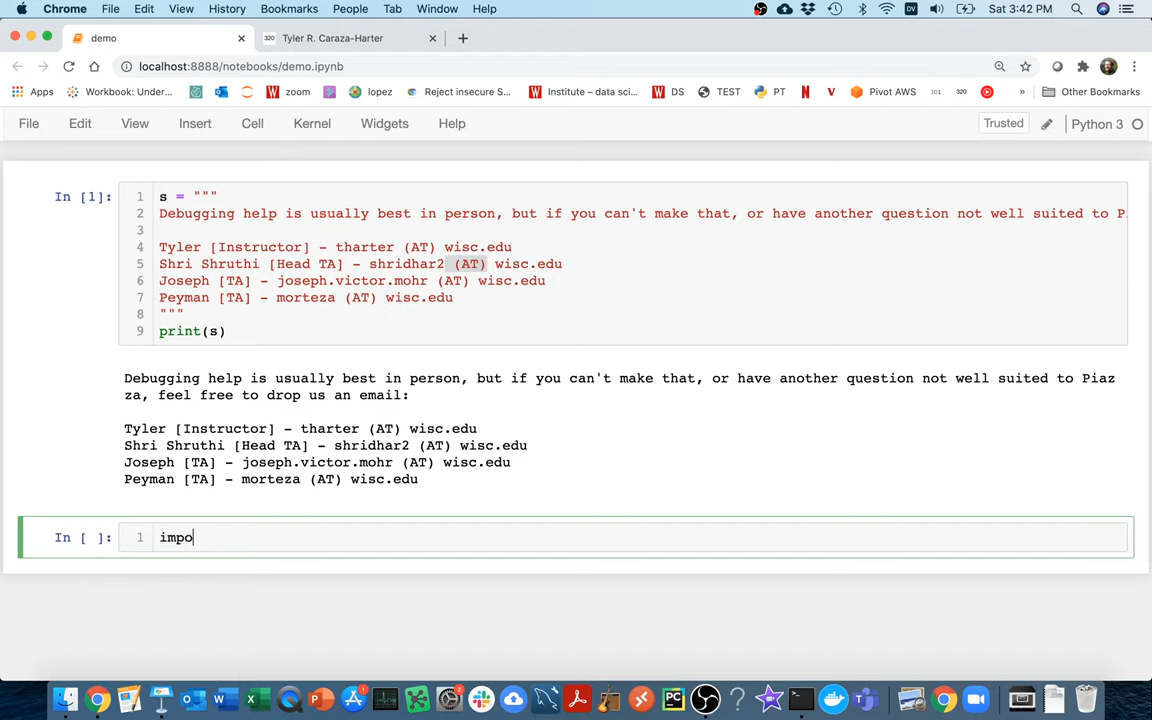 Chrome File Edit View History Bookmarks People Tab Window Help DV Sat 3:42 PM
demo 320 Tyler R. Caraza-Harter
localhost:8888/notebooks/demo.ipynb
Apps Workbook: Under... zoom lopez Reject insecure S... Institute – data sci... DS TEST PT Pivot AWS 301 320 » Other Bookmarks
File Edit View Insert Cell Kernel Widgets Help Trusted Python 3
In [1]: 1 s = """
2 Debugging help is usually best in person, but if you can't make that, or have another question not well suited to P
3
4 Tyler [Instructor] - tharter (AT) wisc.edu
5 Shri Shruthi [Head TA] - shridhar2 (AT) wisc.edu
6 Joseph [TA] - joseph.victor.mohr (AT) wisc.edu
7 Peyman [TA] - morteza (AT) wisc.edu
8 """
9 print(s)
Debugging help is usually best in person, but if you can't make that, or have another question not well suited to Piaz
za, feel free to drop us an email:
Tyler [Instructor] - tharter (AT) wisc.edu
Shri Shruthi [Head TA] - shridhar2 (AT) wisc.edu
Joseph [TA] - joseph.victor.mohr (AT) wisc.edu
Peyman [TA] - morteza (AT) wisc.edu
In [ ]: 1 impo